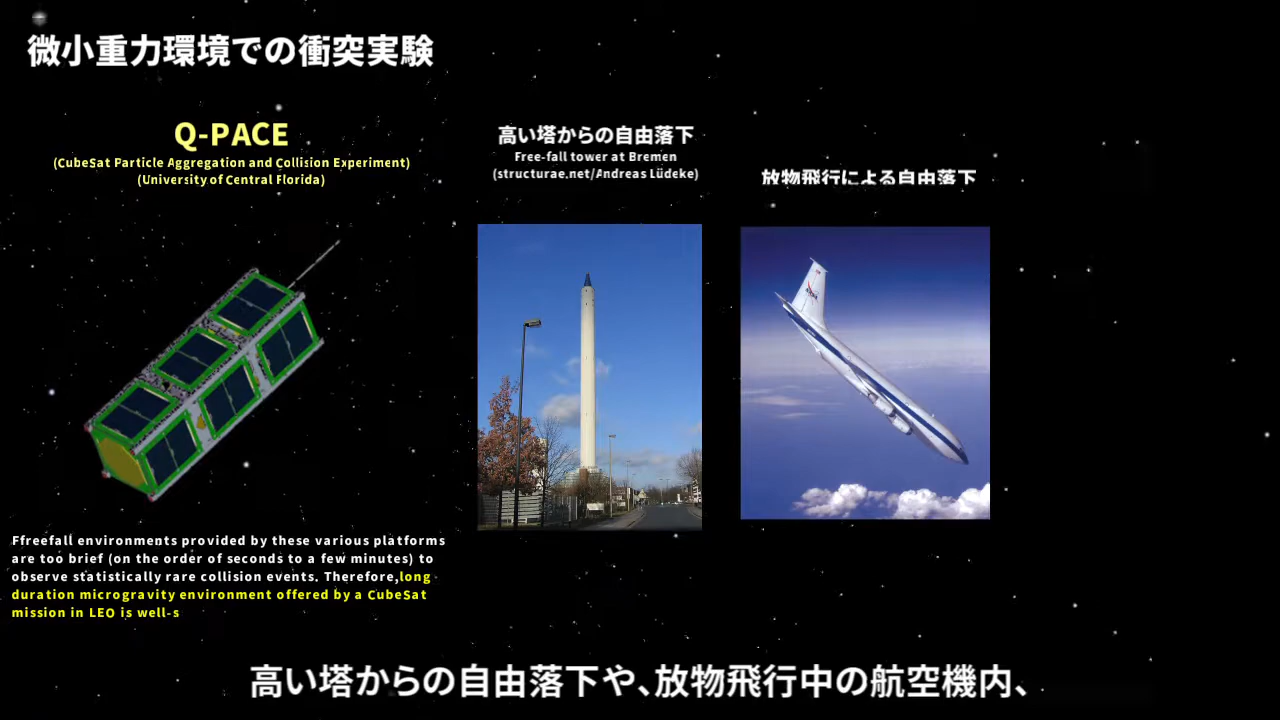 微小重力環境での衝突実験
Q-PACE
(CubeSat Particle Aggregation and Collision Experiment)
(University of Central Florida)
高い塔からの自由落下
Free-fall tower at Bremen
(structurae.net/Andreas Lüdeke)
放物飛行による自由落下
Ffreefall environments provided by these various platforms
are too brief (on the order of seconds to a few minutes) to
observe statistically rare collision events. Therefore,long
duration microgravity environment offered by a CubeSat
mission in LEO is well-s
高い塔からの自由落下や、放物飛行中の航空機内、